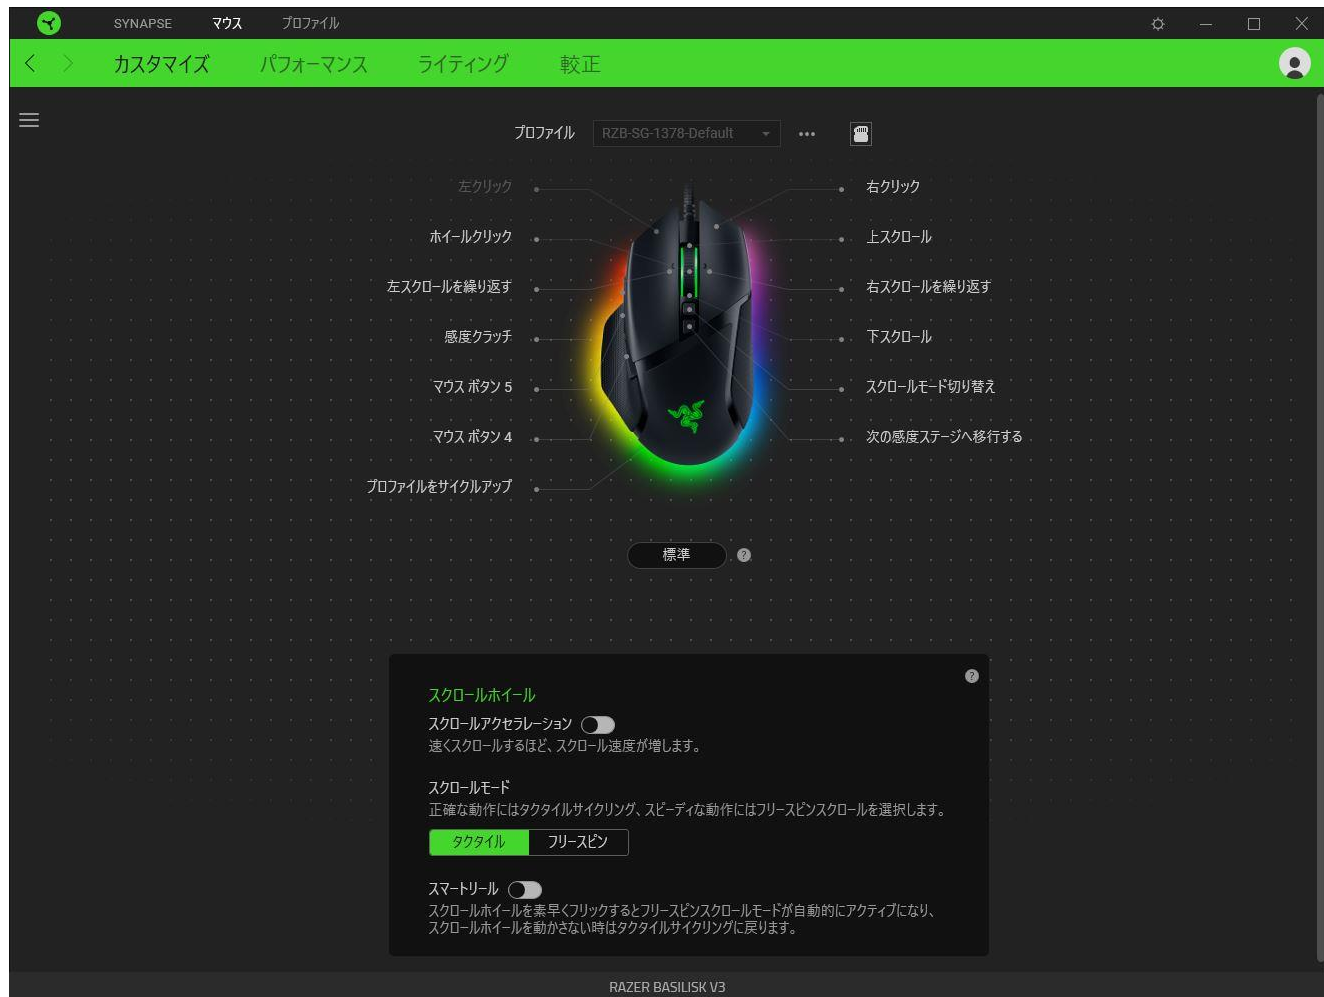 SYNAPSE マウス プロファイル
カスタマイズ パフォーマンス ライティング 較正
プロファイル RZB-SG-1378-Default
左クリック
ホイールクリック
左スクロールを繰り返す
感度クラッチ
マウス ボタン 5
マウス ボタン 4
プロファイルをサイクルアップ
右クリック
上スクロール
右スクロールを繰り返す
下スクロール
スクロールモード切り替え
次の感度ステージへ移行する
標準 ?
?
スクロールホイール
スクロールアクセラレーション
速くスクロールするほど、スクロール速度が増します。
スクロールモード
正確な動作にはタクタイルサイクリング、スピーディな動作にはフリースピンスクロールを選択します。
タクタイル フリースピン
スマートリール
スクロールホイールを素早くフリックするとフリースピンスクロールモードが自動的にアクティブになり、
スクロールホイールを動かさない時はタクタイルサイクリングに戻ります。
RAZER BASILISK V3